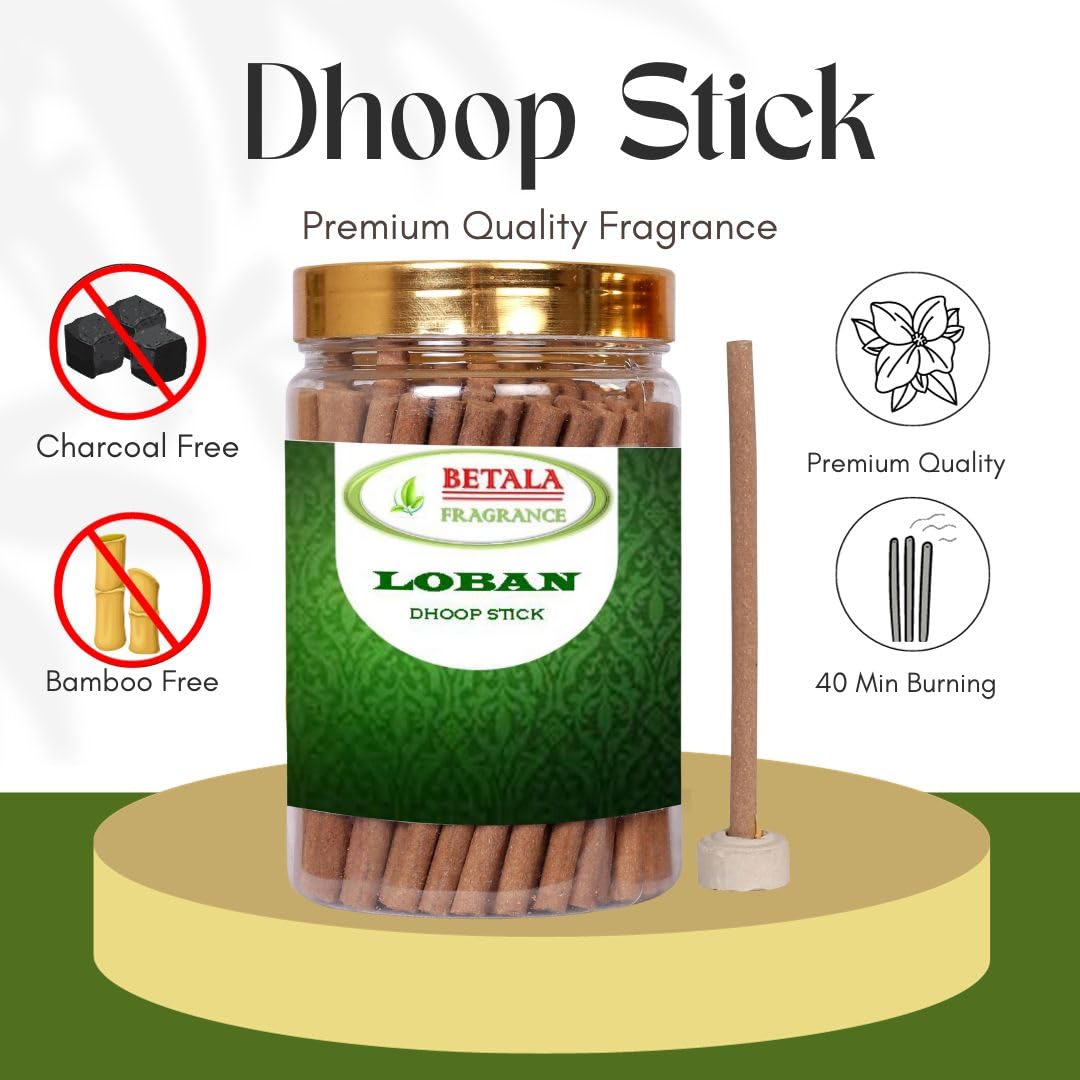 Dhoop Stick
Premium Quality Fragrance
Charcoal Free
Bamboo Free
BETALA
FRAGRANCE
LOBAN
DHOOP STICK
Premium Quality
40 Min Burning